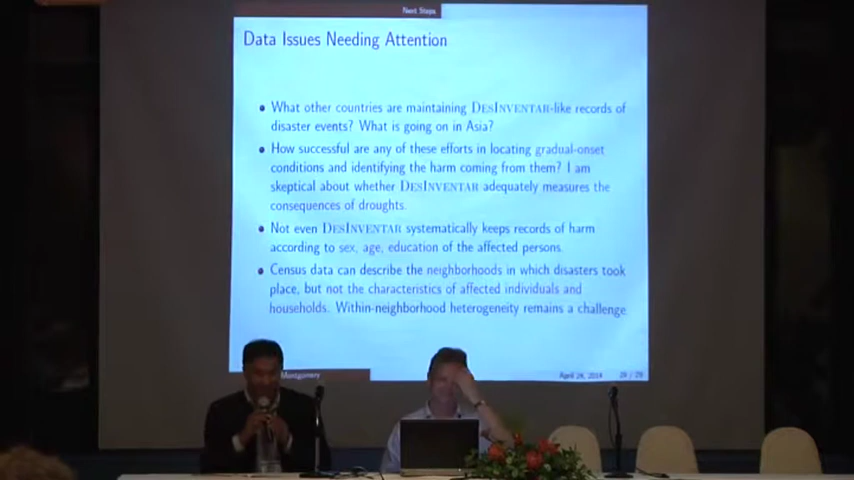 Next Steps
Data Issues Needing Attention
What other countries are maintaining DESINVENTAR-like records of
disaster events? What is going on in Asia?
How successful are any of these efforts in locating gradual-onset
conditions and identifying the harm coming from them? I am
skeptical about whether DESINVENTAR adequately measures the
consequences of droughts.
Not even DESINVENTAR systematically keeps records of harm
according to sex, age, education of the affected persons.
Census data can describe the neighborhoods in which disasters took
place, but not the characteristics of affected individuals and
households. Within-neighborhood heterogeneity remains a challenge
Montgomery April 24, 2014 29 / 29